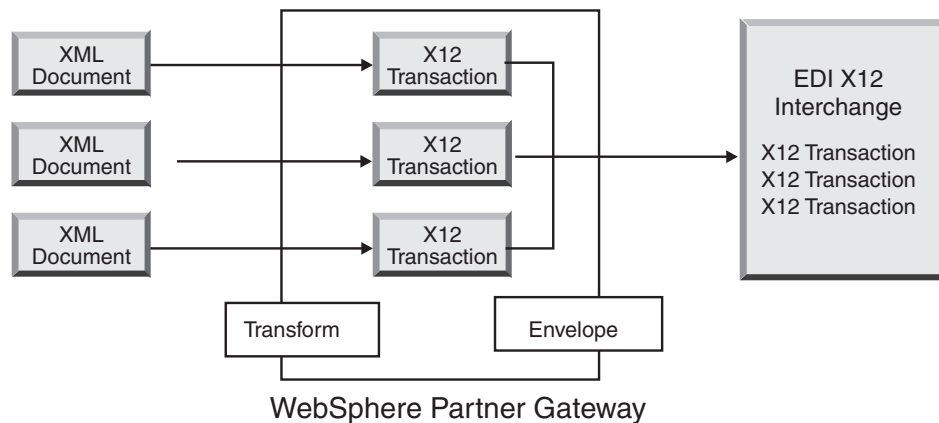 XML
Document
X12
Transaction
XML
Document
X12
Transaction
XML
Document
X12
Transaction
EDI X12
Interchange
X12 Transaction
X12 Transaction
X12 Transaction
Transform
Envelope
WebSphere Partner Gateway